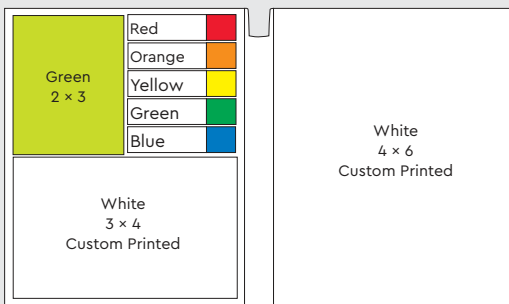 Green
2 × 3
Red
Orange
Yellow
Green
Blue
White
3 × 4
Custom Printed
White
4 × 6
Custom Printed